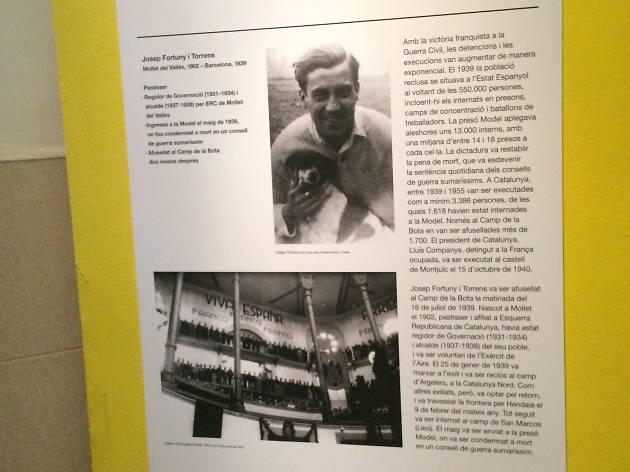 Josep Fortuny i Torrens
Mollet del Vallès, 1902 – Barcelona, 1939
· Pastisser
· Regidor de Governació (1931-1934) i
alcalde (1937-1938) per ERC de Mollet
del Vallès
· Ingressà a la Model el maig de 1939,
on fou condemnat a mort en un consell
de guerra sumaríssim
· Afusellat al Camp de la Bota
dos mesos després
VIVA ESPAÑA
FRANCO FRANCO FRANCO
ARRIBA
Amb la victòria franquista a la
Guerra Civil, les detencions i les
execucions van augmentar de manera
exponencial. El 1939 la població
reclusa se situava a l'Estat Espanyol
al voltant de les 550.000 persones,
incloent-hi els internats en presons,
camps de concentració i batallons de
treballadors. La presó Model aplegava
aleshores uns 13.000 interns, amb
una mitjana d'entre 14 i 18 presos a
cada cel·la. La dictadura va restablir
la pena de mort, que va esdevenir
la sentència quotidiana dels consells
de guerra sumaríssims. A Catalunya,
entre 1939 i 1955 van ser executades
com a mínim 3.386 persones, de les
quals 1.618 havien estat internades
a la Model. Només al Camp de la
Bota en van ser afusellades més de
1.700. El president de Catalunya,
Lluís Companys, detingut a la França
ocupada, va ser executat al castell
de Montjuïc el 15 d'octubre de 1940.
Josep Fortuny i Torrens va ser afusellat
al Camp de la Bota la matinada del
16 de juliol de 1939. Nascut a Mollet
el 1902, pastisser i afiliat a Esquerra
Republicana de Catalunya, havia estat
regidor de Governació (1931-1934)
i alcalde (1937-1938) del seu poble,
i va ser voluntari de l'Exèrcit de
l'Aire. El 25 de gener de 1939 va
marxar a l'exili i va ser reclòs al camp
d'Argelers, a la Catalunya Nord. Com
altres exiliats, però, va optar pel retorn,
i va travessar la frontera per Hendaia el
9 de febrer del mateix any. Tot seguit
va ser internat al camp de San Marcos
(Lleó). El maig va ser enviat a la presó
Model, on va ser condemnat a mort
en un consell de guerra sumaríssim.